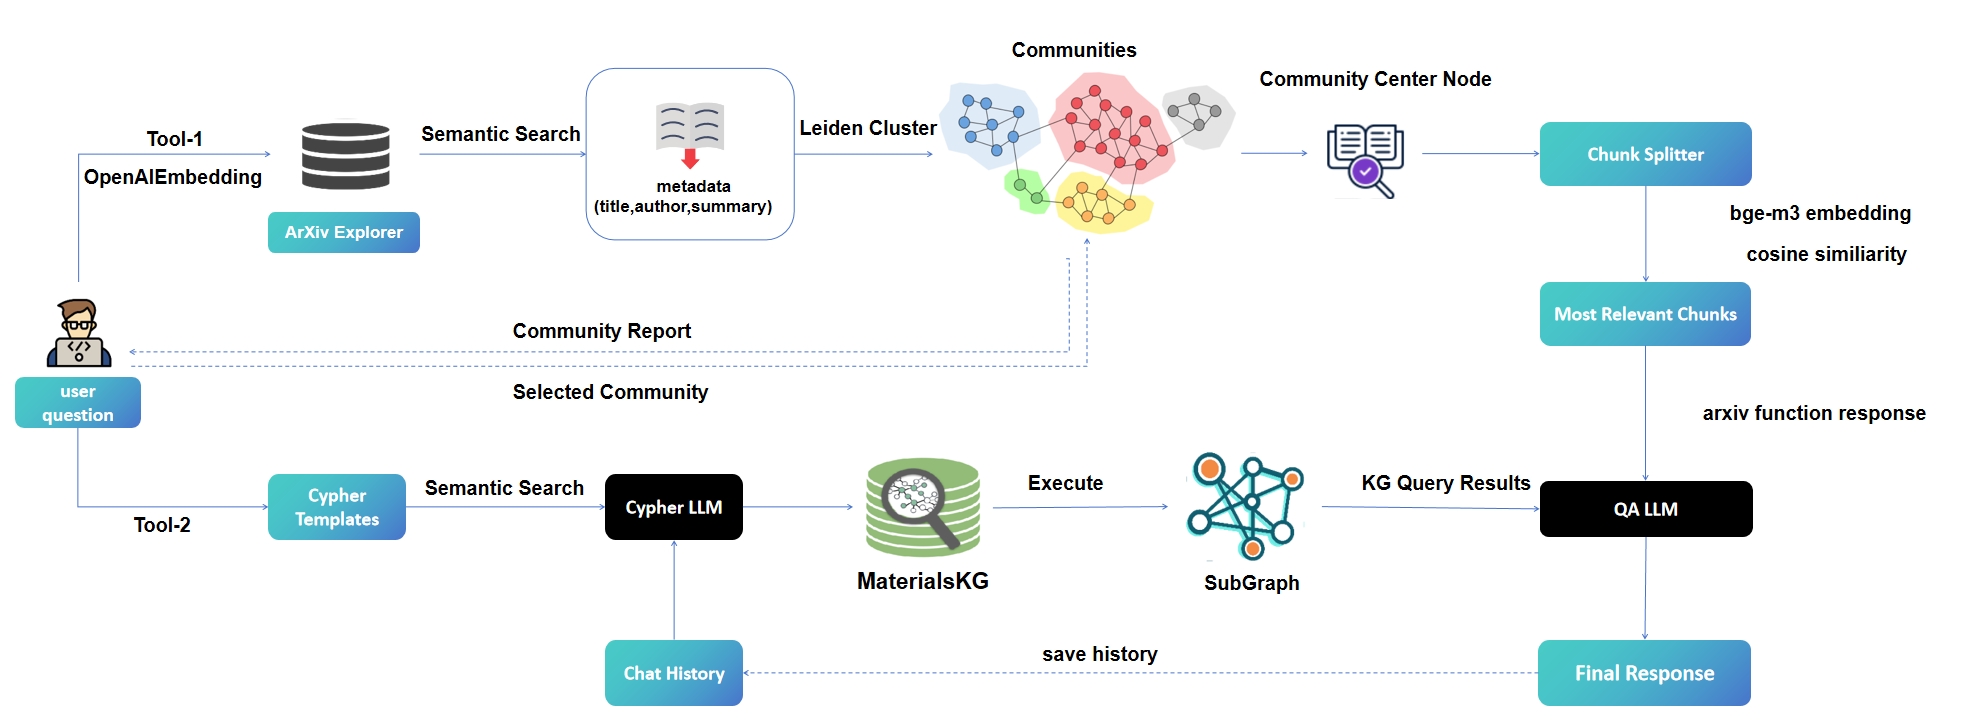 Communities
Community Center Node
Tool-1
OpenAIEmbedding
Semantic Search
Leiden Cluster
metadata
(title,author,summary)
ArXiv Explorer
Chunk Splitter
bge-m3 embedding
cosine similiarity
Most Relevant Chunks
Community Report
Selected Community
user
question
arxiv function response
Tool-2
Cypher
Templates
Semantic Search
Cypher LLM
MaterialsKG
Execute
SubGraph
KG Query Results
QA LLM
Chat History
save history
Final Response